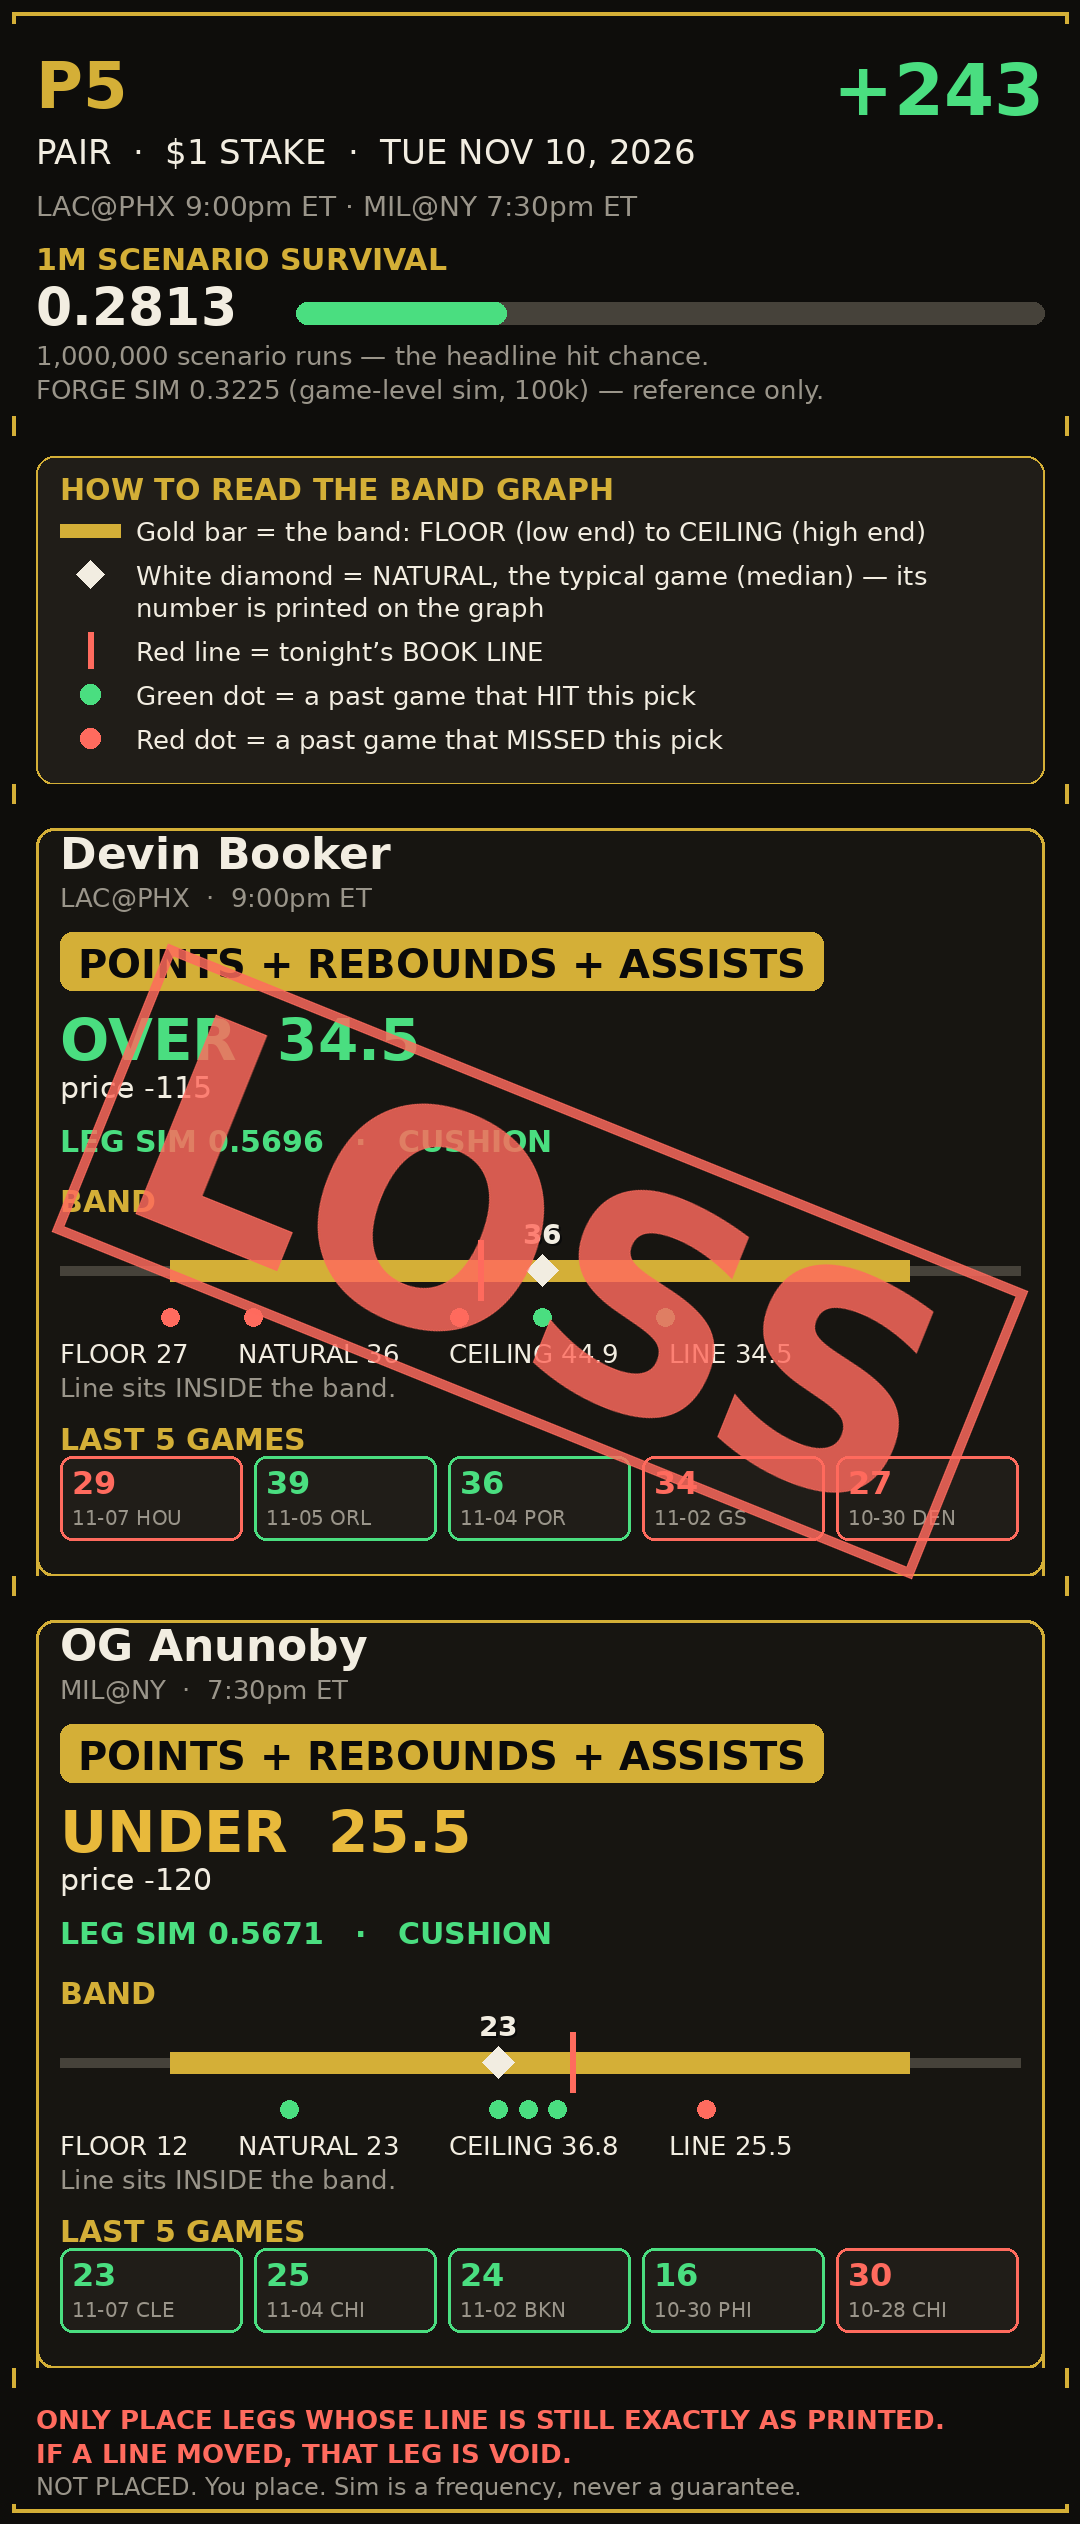 P5
+243
PAIR · $1 STAKE · TUE NOV 10, 2026
LAC@PHX 9:00pm ET · MIL@NY 7:30pm ET
1M SCENARIO SURVIVAL
0.2813
1,000,000 scenario runs — the headline hit chance.
FORGE SIM 0.3225 (game-level sim, 100k) — reference only.
HOW TO READ THE BAND GRAPH
Gold bar = the band: FLOOR (low end) to CEILING (high end)
White diamond = NATURAL, the typical game (median) — its
number is printed on the graph
Red line = tonight’s BOOK LINE
Green dot = a past game that HIT this pick
Red dot = a past game that MISSED this pick
Devin Booker
LAC@PHX · 9:00pm ET
POINTS + REBOUNDS + ASSISTS
OVER 34.5
price -115
LEG SIM 0.5696 · CUSHION
BAND
36
FLOOR 27 NATURAL 36 CEILING 44.9 LINE 34.5
Line sits INSIDE the band.
LAST 5 GAMES
29 39 36 34 27
11-07 HOU 11-05 ORL 11-04 POR 11-02 GS 10-30 DEN
LOSS
OG Anunoby
MIL@NY · 7:30pm ET
POINTS + REBOUNDS + ASSISTS
UNDER 25.5
price -120
LEG SIM 0.5671 · CUSHION
BAND
23
FLOOR 12 NATURAL 23 CEILING 36.8 LINE 25.5
Line sits INSIDE the band.
LAST 5 GAMES
23 25 24 16 30
11-07 CLE 11-04 CHI 11-02 BKN 10-30 PHI 10-28 CHI
ONLY PLACE LEGS WHOSE LINE IS STILL EXACTLY AS PRINTED.
IF A LINE MOVED, THAT LEG IS VOID.
NOT PLACED. You place. Sim is a frequency, never a guarantee.